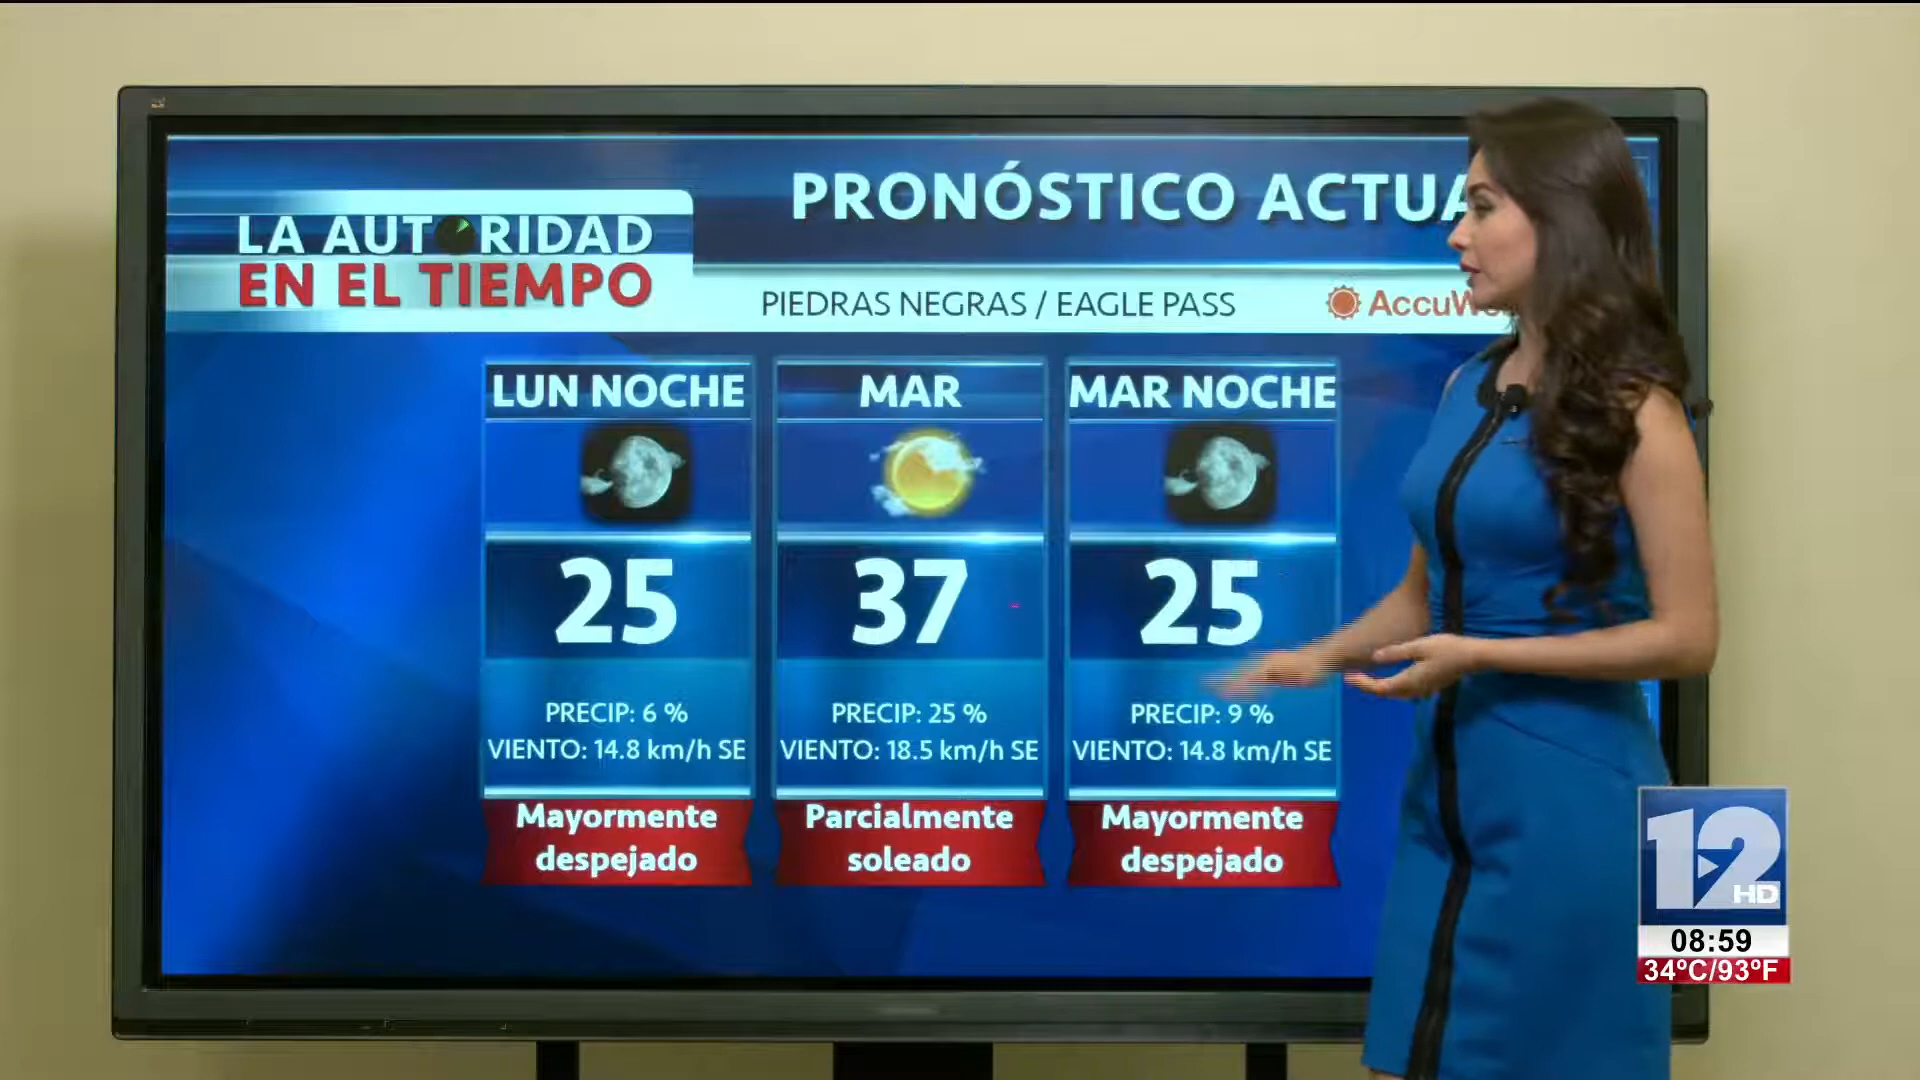 PRONÓSTICO ACTUA
LA AUTORIDAD
EN EL TIEMPO
PIEDRAS NEGRAS / EAGLE PASS
AccuWe
LUN NOCHE
25
PRECIP: 6 %
VIENTO: 14.8 km/h SE
Mayormente
despejado
MAR
37
PRECIP: 25 %
VIENTO: 18.5 km/h SE
Parcialmente
soleado
MAR NOCHE
25
PRECIP: 9 %
VIENTO: 14.8 km/h SE
Mayormente
despejado
12
HD
08:59
34ºC/93ºF